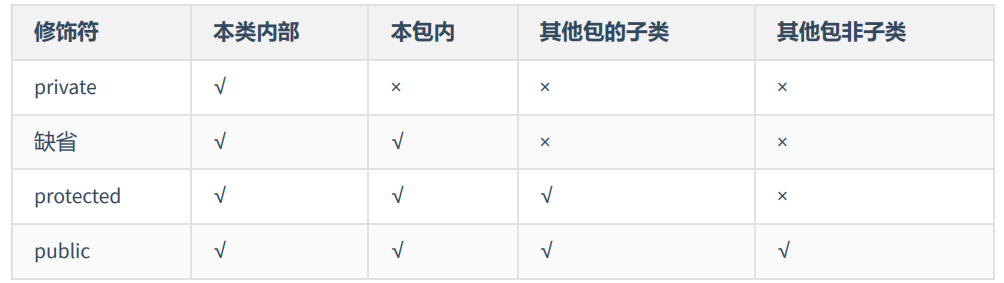 修饰符 本类内部 本包内 其他包的子类 其他包非子类
private √ × × ×
缺省 √ √ × ×
protected √ √ √ ×
public √ √ √ √